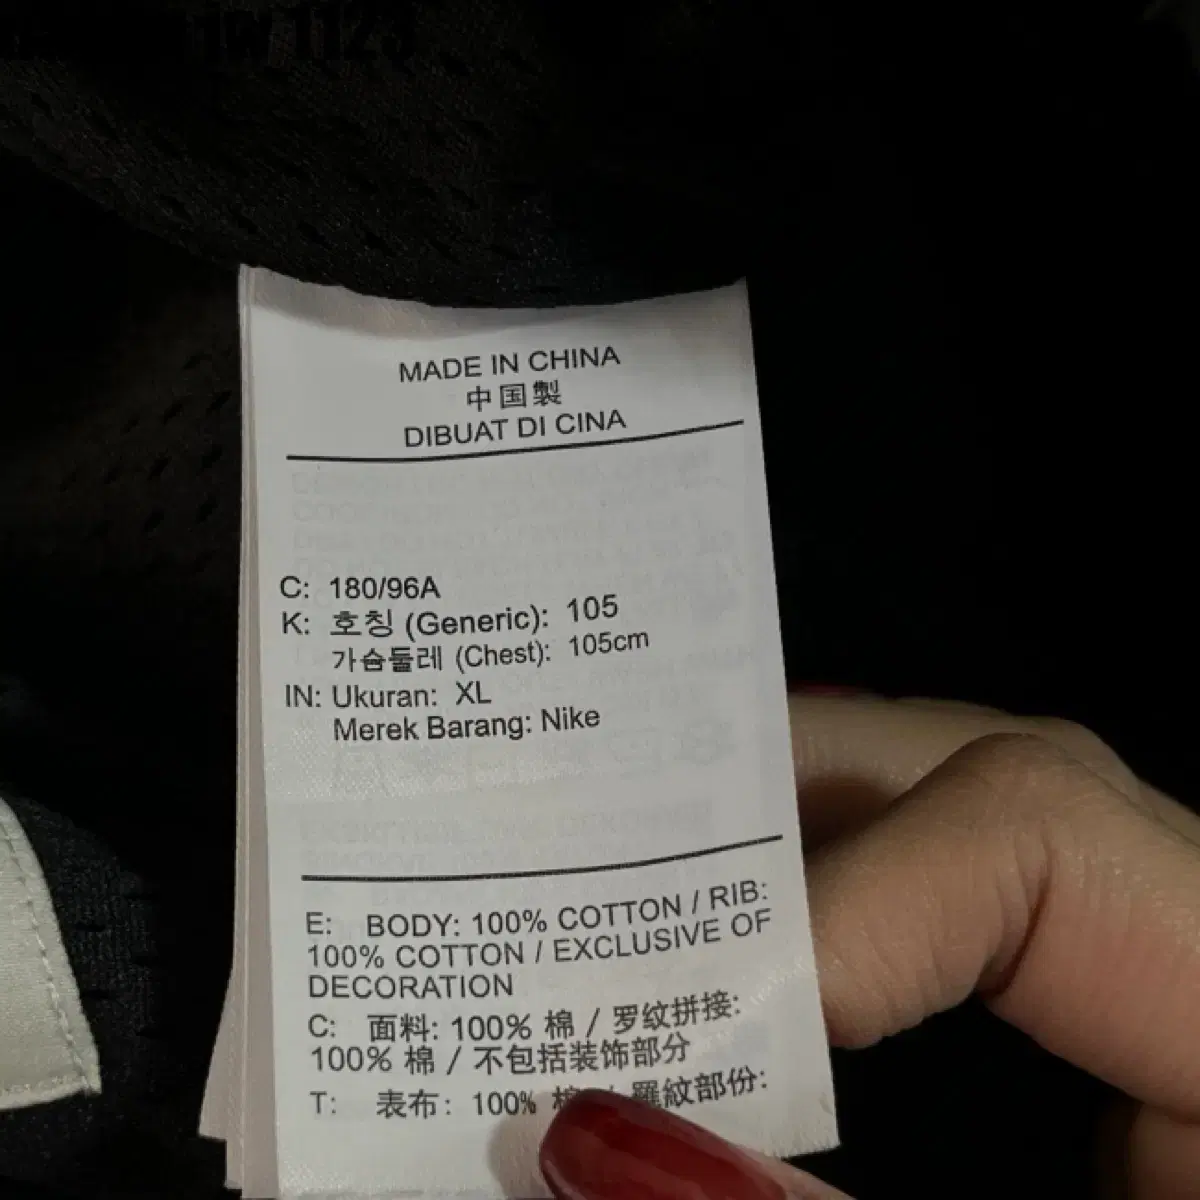 iw1123
MADE IN CHINA
中国製
DIBUAT DI CINA
C: 180/96A
K: 호칭 (Generic): 105
가슴둘레 (Chest): 105cm
IN: Ukuran: XL
Merek Barang: Nike
E: BODY: 100% COTTON / RIB:
100% COTTON / EXCLUSIVE OF
DECORATION
C: 面料: 100% 棉 / 罗纹拼接:
100% 棉 / 不包括装饰部分
T: 表布: 100% 棉 / 羅紋部份: